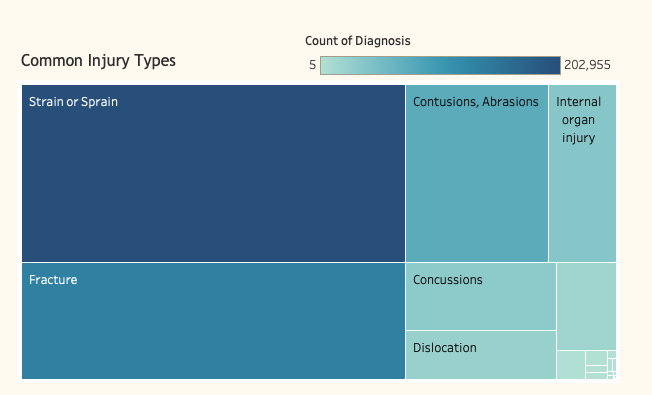 Count of Diagnosis
Common Injury Types
5
202,955
Strain or Sprain
Contusions, Abrasions
Internal
organ
injury
Fracture
Concussions
Dislocation